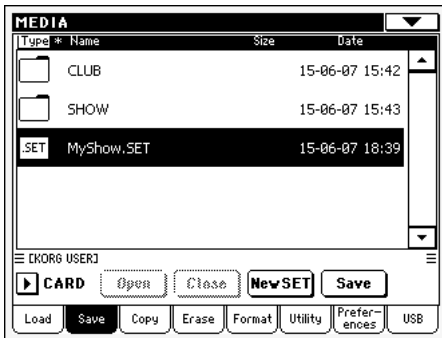 MEDIA
Type * Name Size Date
CLUB 15-06-07 15:42
SHOW 15-06-07 15:43
.SET MyShow.SET 15-06-07 18:39
[KORG USER]
CARD Open Close New SET Save
Load Save Copy Erase Format Utility Prefer-ences USB